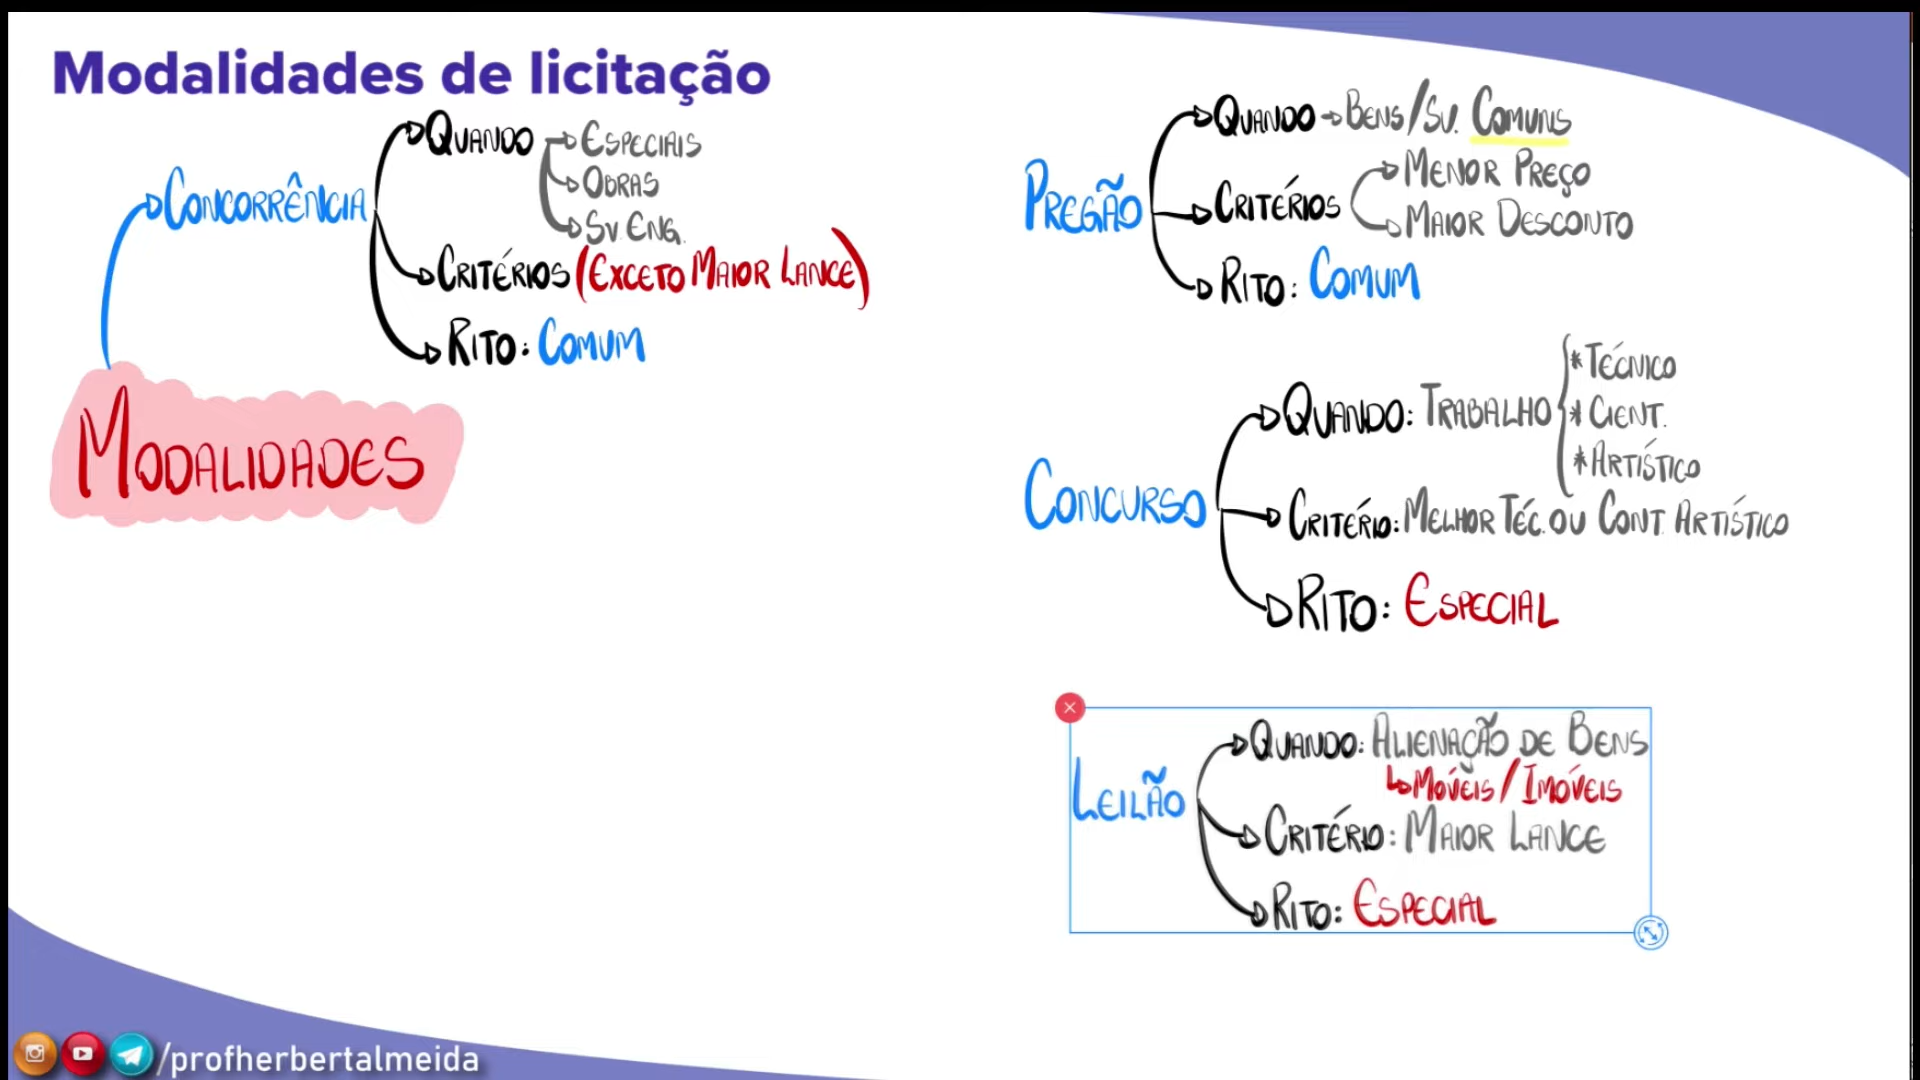 Modalidades de licitação
MODALIDADES
CONCORRÊNCIA
QUANDO
ESPECIAIS
OBRAS
SV. ENG.
CRITÉRIOS (EXCETO MAIOR LANCE)
RITO: COMUM
PREGÃO
QUANDO BENS/SV. COMUNS
CRITÉRIOS
MENOR PREÇO
MAIOR DESCONTO
RITO: COMUM
CONCURSO
QUANDO: TRABALHO
* TÉCNICO
* CIENT.
* ARTÍSTICO
CRITÉRIO: MELHOR TÉC. OU CONT. ARTÍSTICO
RITO: ESPECIAL
LEILÃO
QUANDO: ALIENAÇÃO DE BENS
MÓVEIS / IMÓVEIS
CRITÉRIO: MAIOR LANCE
RITO: ESPECIAL
/profherbertalmeida